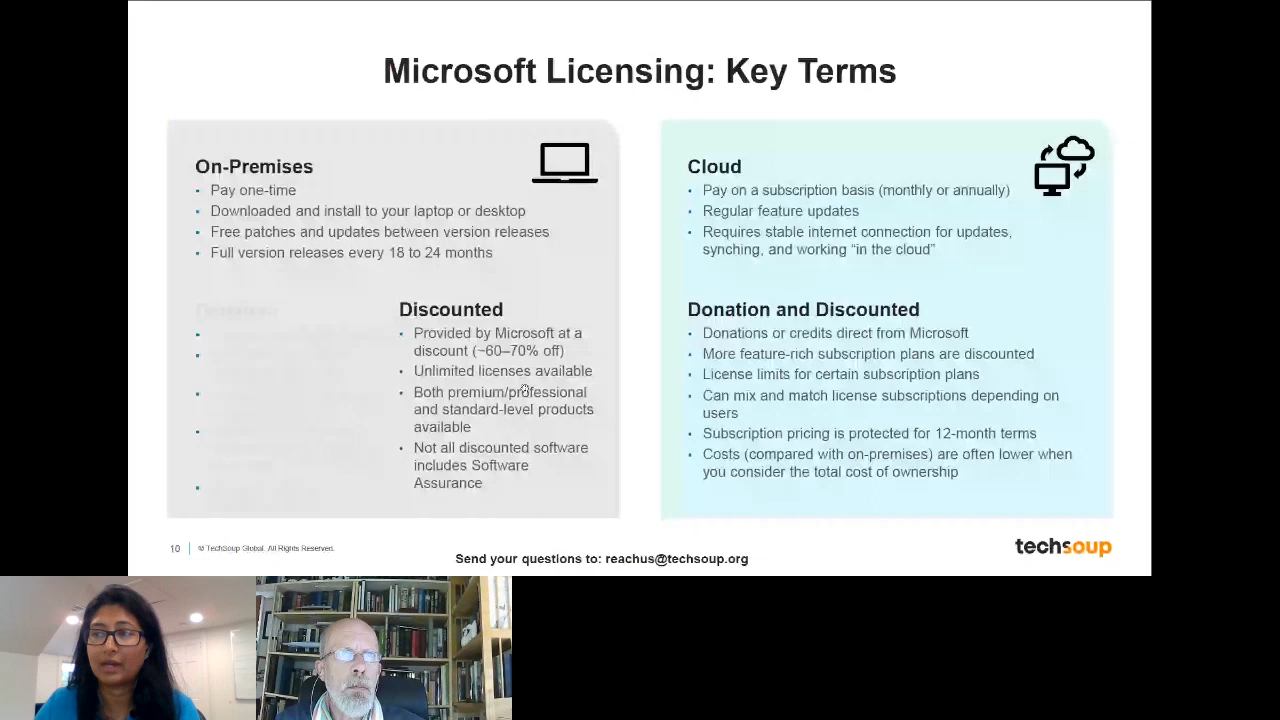 Microsoft Licensing: Key Terms
On-Premises
Pay one-time
Downloaded and install to your laptop or desktop
Free patches and updates between version releases
Full version releases every 18 to 24 months
Discounted
Provided by Microsoft at a
discount (~60–70% off)
Unlimited licenses available
Both premium/professional
and standard-level products
available
Not all discounted software
includes Software
Assurance
Cloud
Pay on a subscription basis (monthly or annually)
Regular feature updates
Requires stable internet connection for updates,
synching, and working “in the cloud”
Donation and Discounted
Donations or credits direct from Microsoft
More feature-rich subscription plans are discounted
License limits for certain subscription plans
Can mix and match license subscriptions depending on
users
Subscription pricing is protected for 12-month terms
Costs (compared with on-premises) are often lower when
you consider the total cost of ownership
10
© TechSoup Global. All Rights Reserved.
Send your questions to: reachus@techsoup.org
techsoup